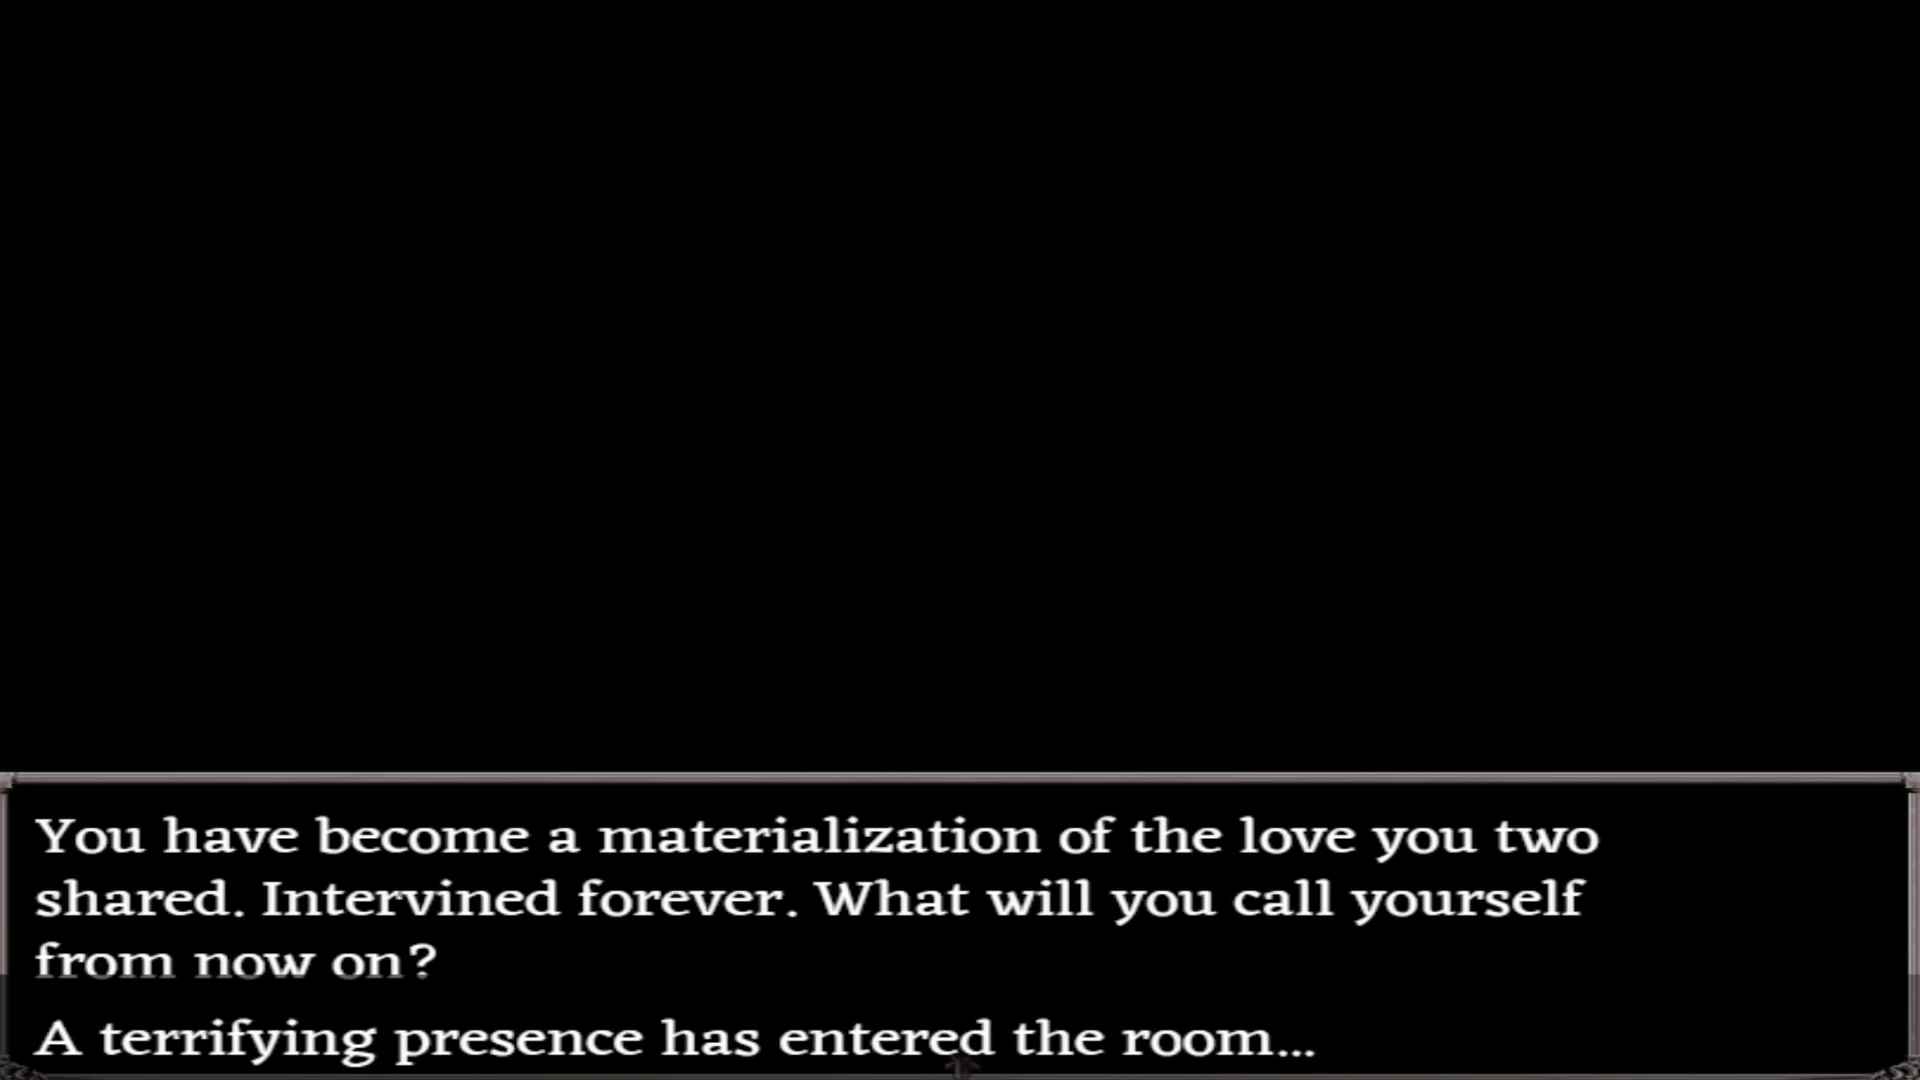 You have become a materialization of the love you two
shared. Intervined forever. What will you call yourself
from now on?
A terrifying presence has entered the room...